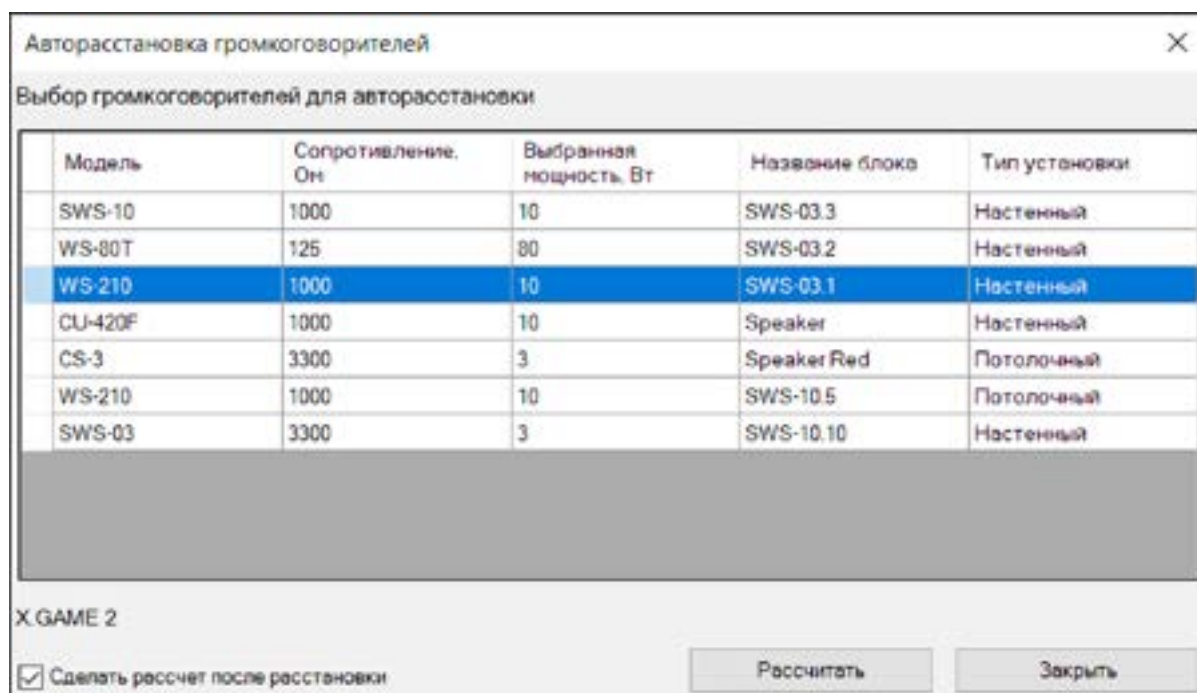 Авторасстановка громкоговорителей
Выбор громкоговорителей для авторасстановки
Модель Сопротивление, Ом Выбранная мощность, Вт Название блока Тип установки
SWS-10 1000 10 SWS-03.3 Настенный
WS-80T 125 80 SWS-03.2 Настенный
WS-210 1000 10 SWS-03.1 Настенный
CU-420F 1000 10 Speaker Настенный
CS-3 3300 3 Speaker Red Потолочный
WS-210 1000 10 SWS-10.5 Потолочный
SWS-03 3300 3 SWS-10.10 Настенный
X.GAME 2
Сделать рассчет после расстановки Рассчитать Закрыть